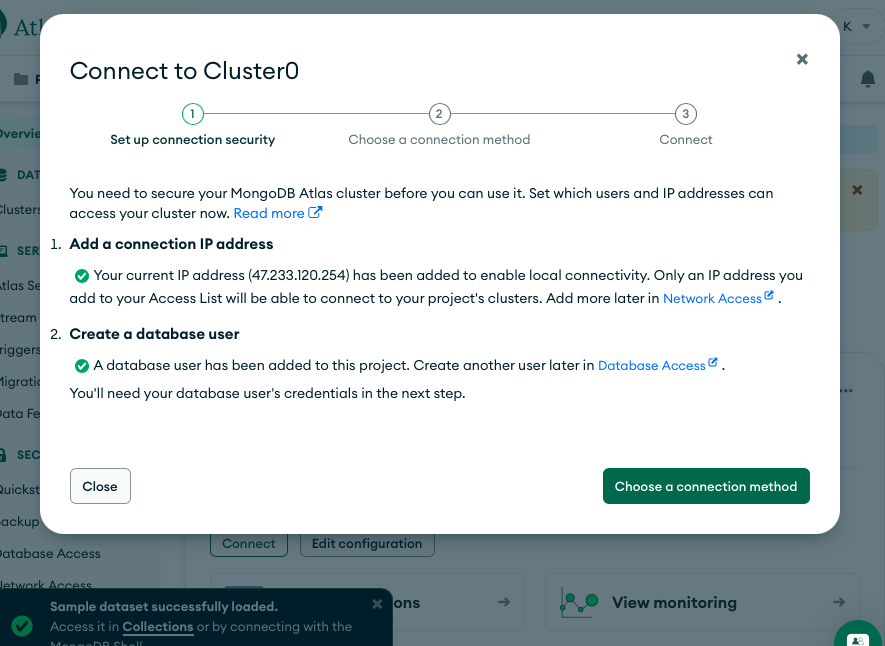 Atl
K
Connect to Cluster0
1
2
3
Set up connection security
Choose a connection method
Connect
You need to secure your MongoDB Atlas cluster before you can use it. Set which users and IP addresses can
access your cluster now. Read more
1. Add a connection IP address
Your current IP address (47.233.120.254) has been added to enable local connectivity. Only an IP address you
add to your Access List will be able to connect to your project's clusters. Add more later in Network Access .
2. Create a database user
A database user has been added to this project. Create another user later in Database Access .
You'll need your database user's credentials in the next step.
Close
Choose a connection method
Overvie
DAT
Clusters
SER
Atlas Se
tream
riggers
Migratio
Data Fe
SEC
Quickst
Backup
Database Access
Network Access
Connect
Edit configuration
ons
View monitoring
Sample dataset successfully loaded.
Access it in Collections or by connecting with the
MongoDB Shell